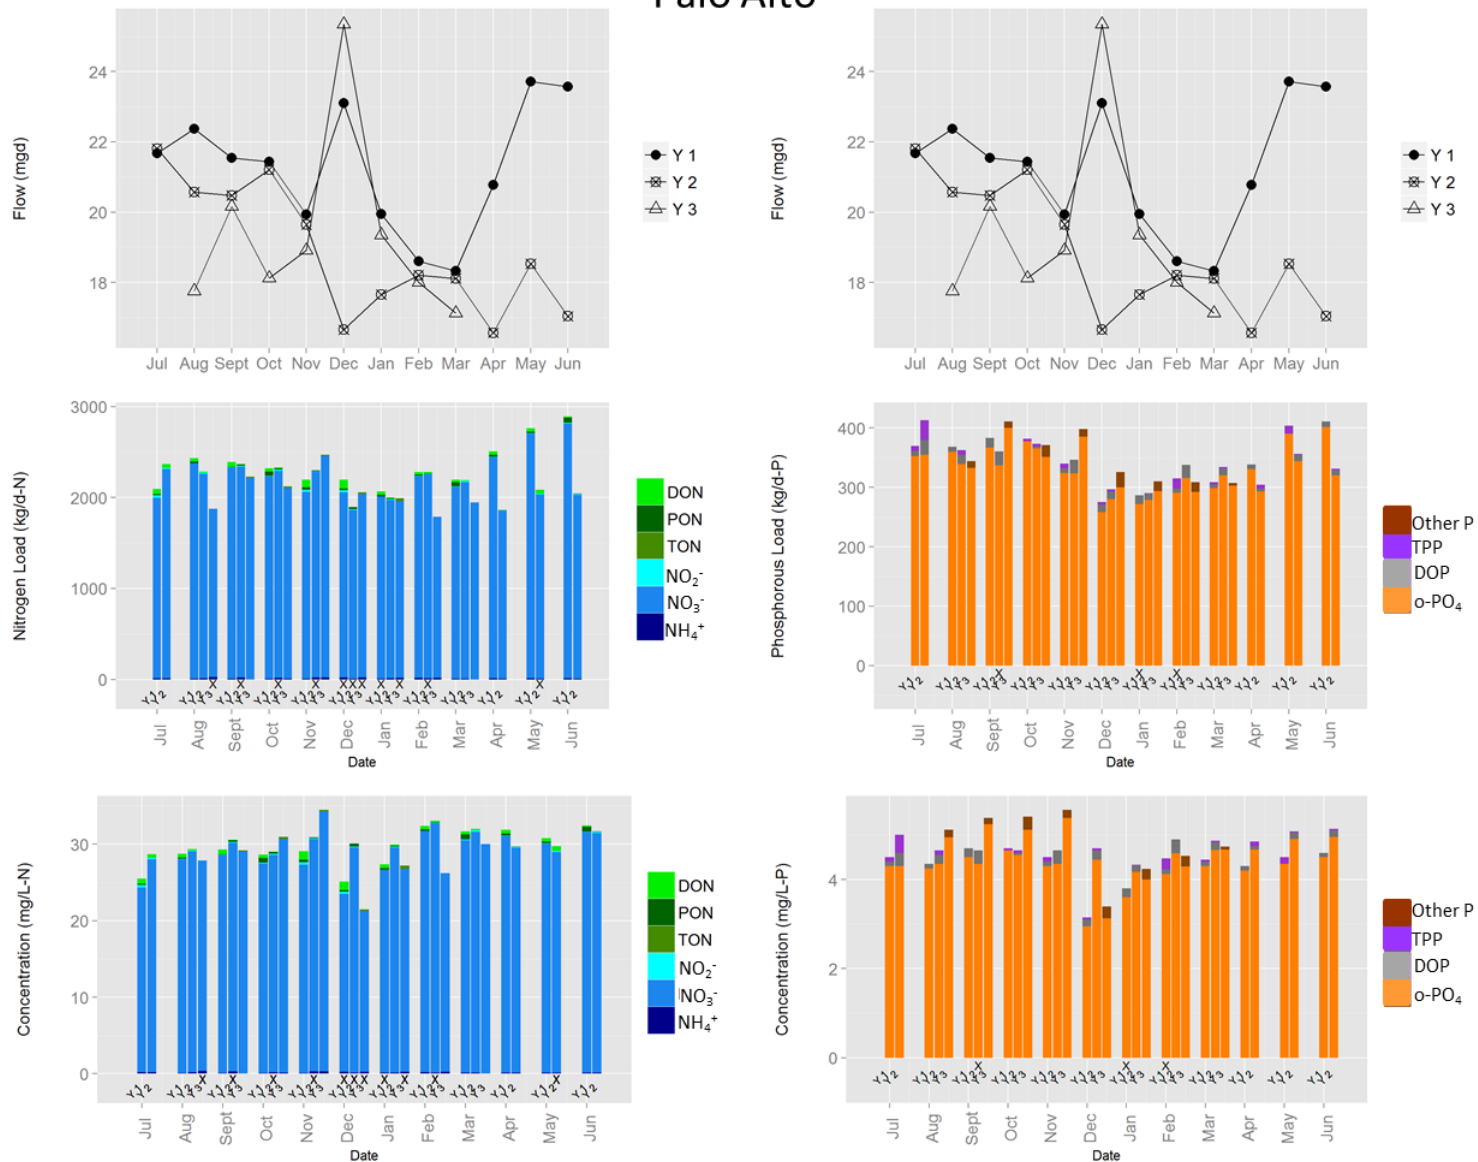 Palo Alto
Flow (mgd)
24
22
20
18
Jul Aug Sept Oct Nov Dec Jan Feb Mar Apr May Jun
Y 1
Y 2
Y 3
Flow (mgd)
24
22
20
18
Jul Aug Sept Oct Nov Dec Jan Feb Mar Apr May Jun
Y 1
Y 2
Y 3
Nitrogen Load (kg/d-N)
3000
2000
1000
0
Jul Aug Sept Oct Nov Dec Jan Feb Mar Apr May Jun
Date
DON
PON
TON
NO2-
NO3-
NH4+
Phosphorous Load (kg/d-P)
400
300
200
100
0
Jul Aug Sept Oct Nov Dec Jan Feb Mar Apr May Jun
Date
Other P
TPP
DOP
o-PO4
Concentration (mg/L-N)
30
20
10
0
Jul Aug Sept Oct Nov Dec Jan Feb Mar Apr May Jun
Date
DON
PON
TON
NO2-
NO3-
NH4+
Concentration (mg/L-P)
4
2
0
Jul Aug Sept Oct Nov Dec Jan Feb Mar Apr May Jun
Date
Other P
TPP
DOP
o-PO4